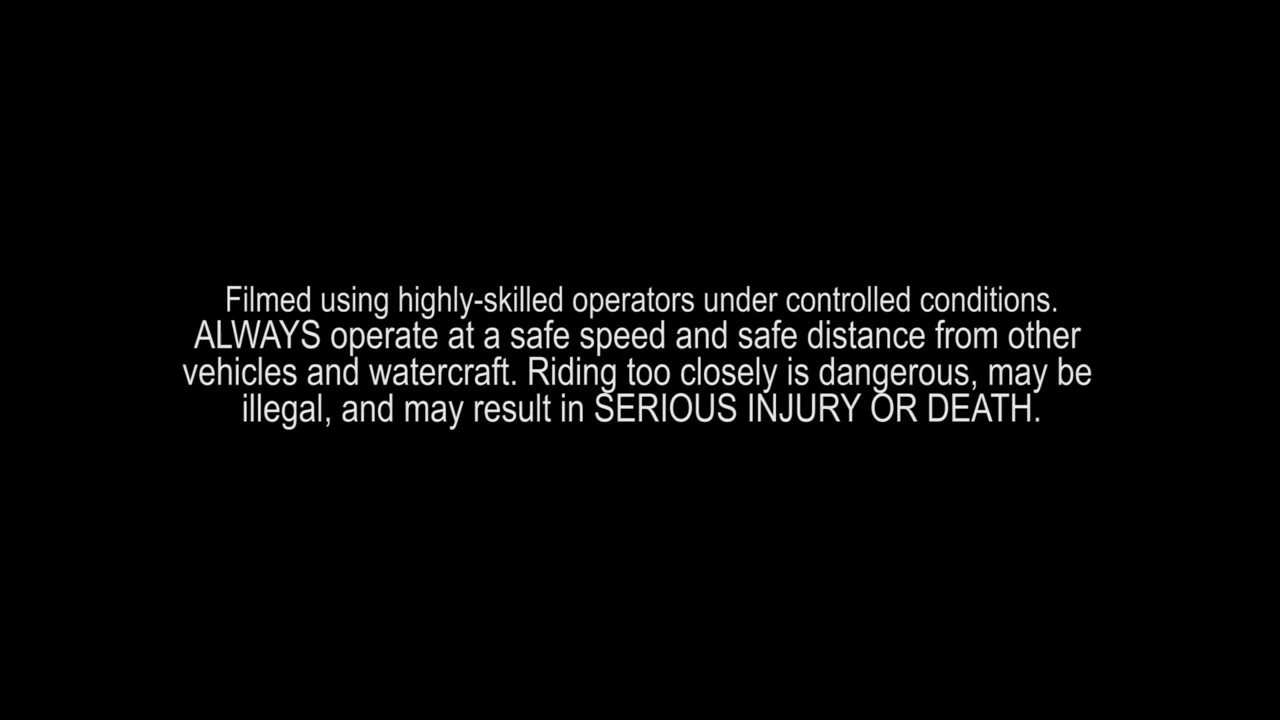 Filmed using highly-skilled operators under controlled conditions.
ALWAYS operate at a safe speed and safe distance from other
vehicles and watercraft. Riding too closely is dangerous, may be
illegal, and may result in SERIOUS INJURY OR DEATH.